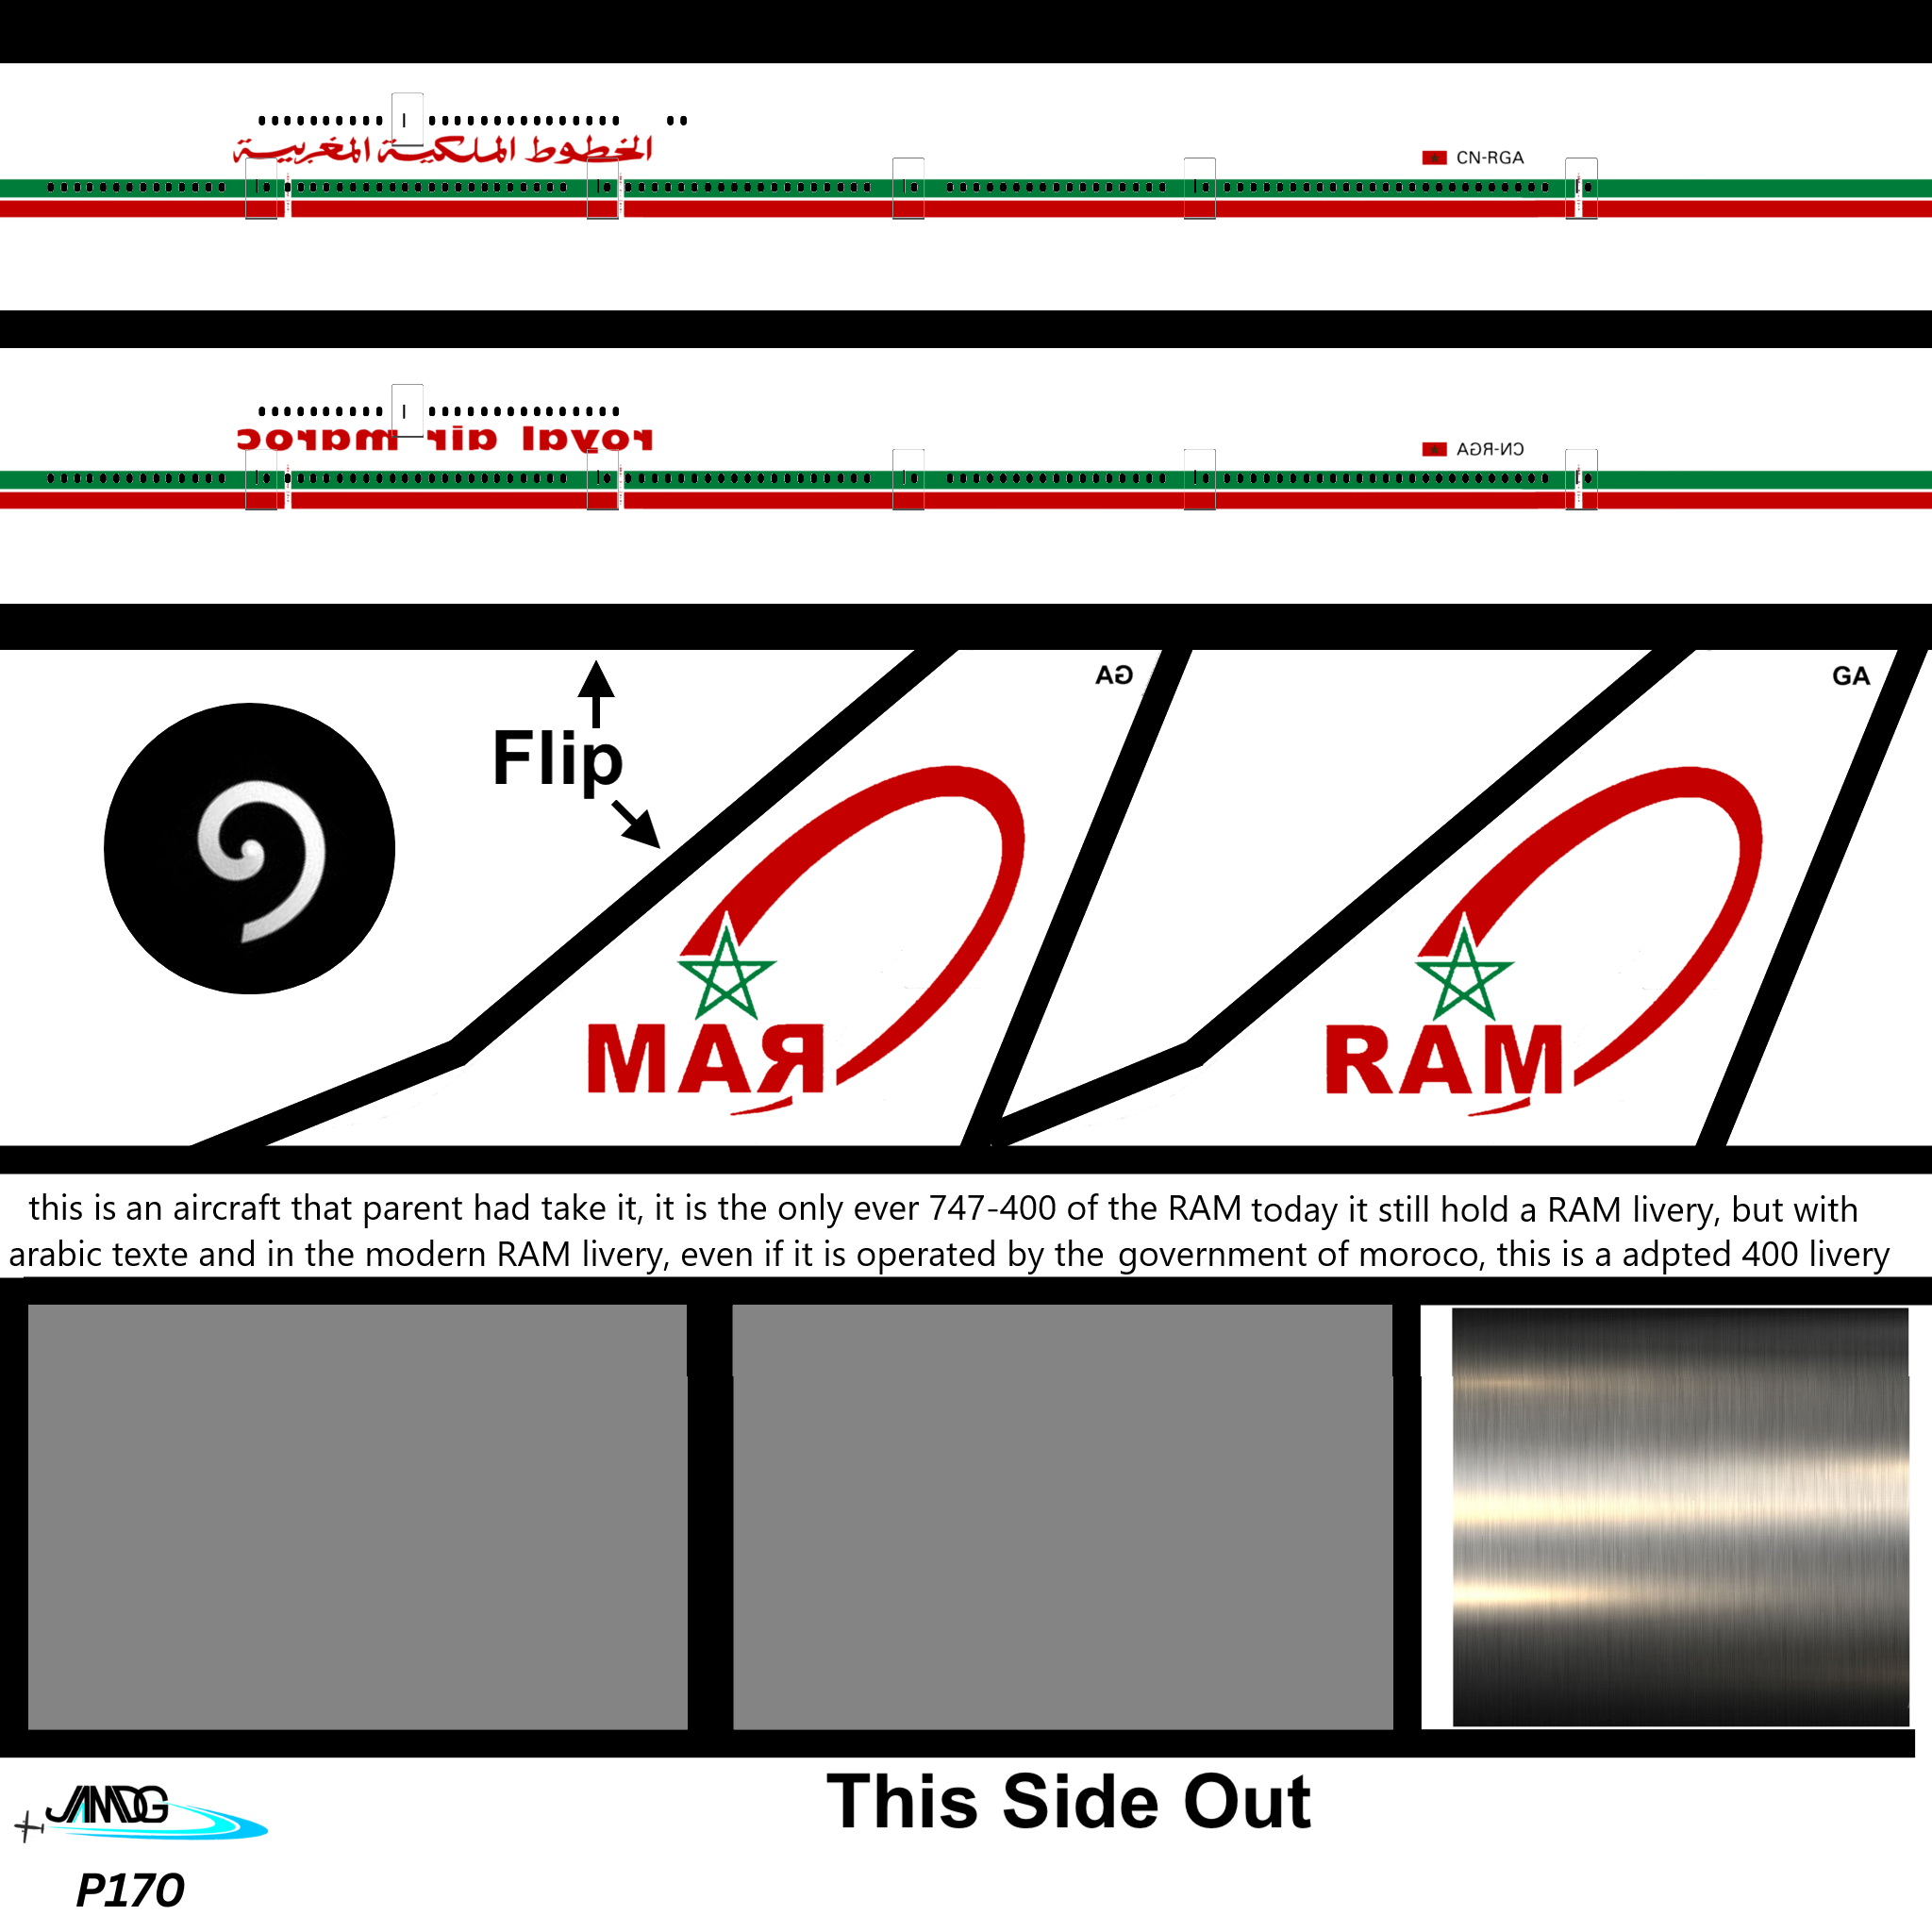 الخطوط الملكية المغربية
CN-RGA
royal air maroc
CN-RGA
GA
GA
Flip
RAM
RAM
this is an aircraft that parent had take it, it is the only ever 747-400 of the RAM today it still hold a RAM livery, but with
arabic texte and in the modern RAM livery, even if it is operated by the government of moroco, this is a adpted 400 livery
This Side Out
JAMDG
P170